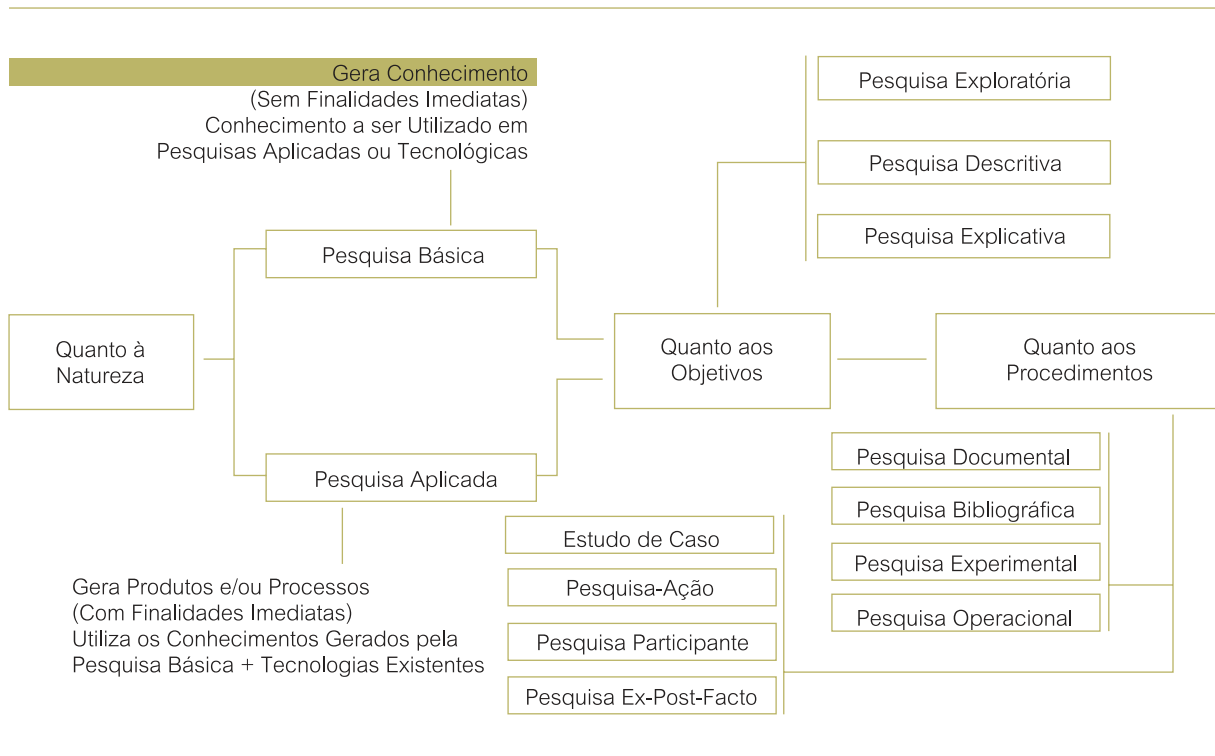 Gera Conhecimento
(Sem Finalidades Imediatas)
Conhecimento a ser Utilizado em
Pesquisas Aplicadas ou Tecnológicas
Pesquisa Exploratória
Pesquisa Descritiva
Pesquisa Explicativa
Pesquisa Básica
Quanto à
Natureza
Quanto aos
Objetivos
Quanto aos
Procedimentos
Pesquisa Aplicada
Gera Produtos e/ou Processos
(Com Finalidades Imediatas)
Utiliza os Conhecimentos Gerados pela
Pesquisa Básica + Tecnologias Existentes
Pesquisa Documental
Pesquisa Bibliográfica
Pesquisa Experimental
Pesquisa Operacional
Estudo de Caso
Pesquisa-Ação
Pesquisa Participante
Pesquisa Ex-Post-Facto